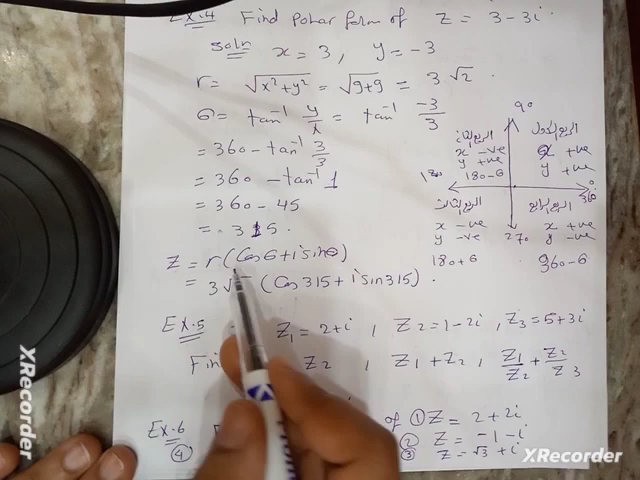 Ex.4 Find polar form of Z = 3 - 3i.
Soln x = 3, y = -3
r = √x²+y² = √9+9 = 3√2.
θ = tan⁻¹ y/x = tan⁻¹ -3/3
= 360 - tan⁻¹ 3/3
= 360 - tan⁻¹ 1
= 360 - 45
= 315.
Z = r(Cosθ + i sinθ)
= 3√ (Cos 315 + i sin 315).
90
الربع الثاني الربع الأول
x -ve x +ve
y +ve y +ve
180-θ
180 0
360
الربع الثالث الربع الرابع
x -ve x +ve
y -ve 270 y -ve
180+θ 360-θ
EX.5 Z₁ = 2+i, Z₂ = 1-2i, Z₃ = 5+3i
Z₂, Z₁+Z₂, Z₁/Z₂ + Z₂/Z₃
Ex.6 of ① Z = 2+2i
④ ② Z = -1-i
③ Z = √3 + i
XRecorder
XRecorder